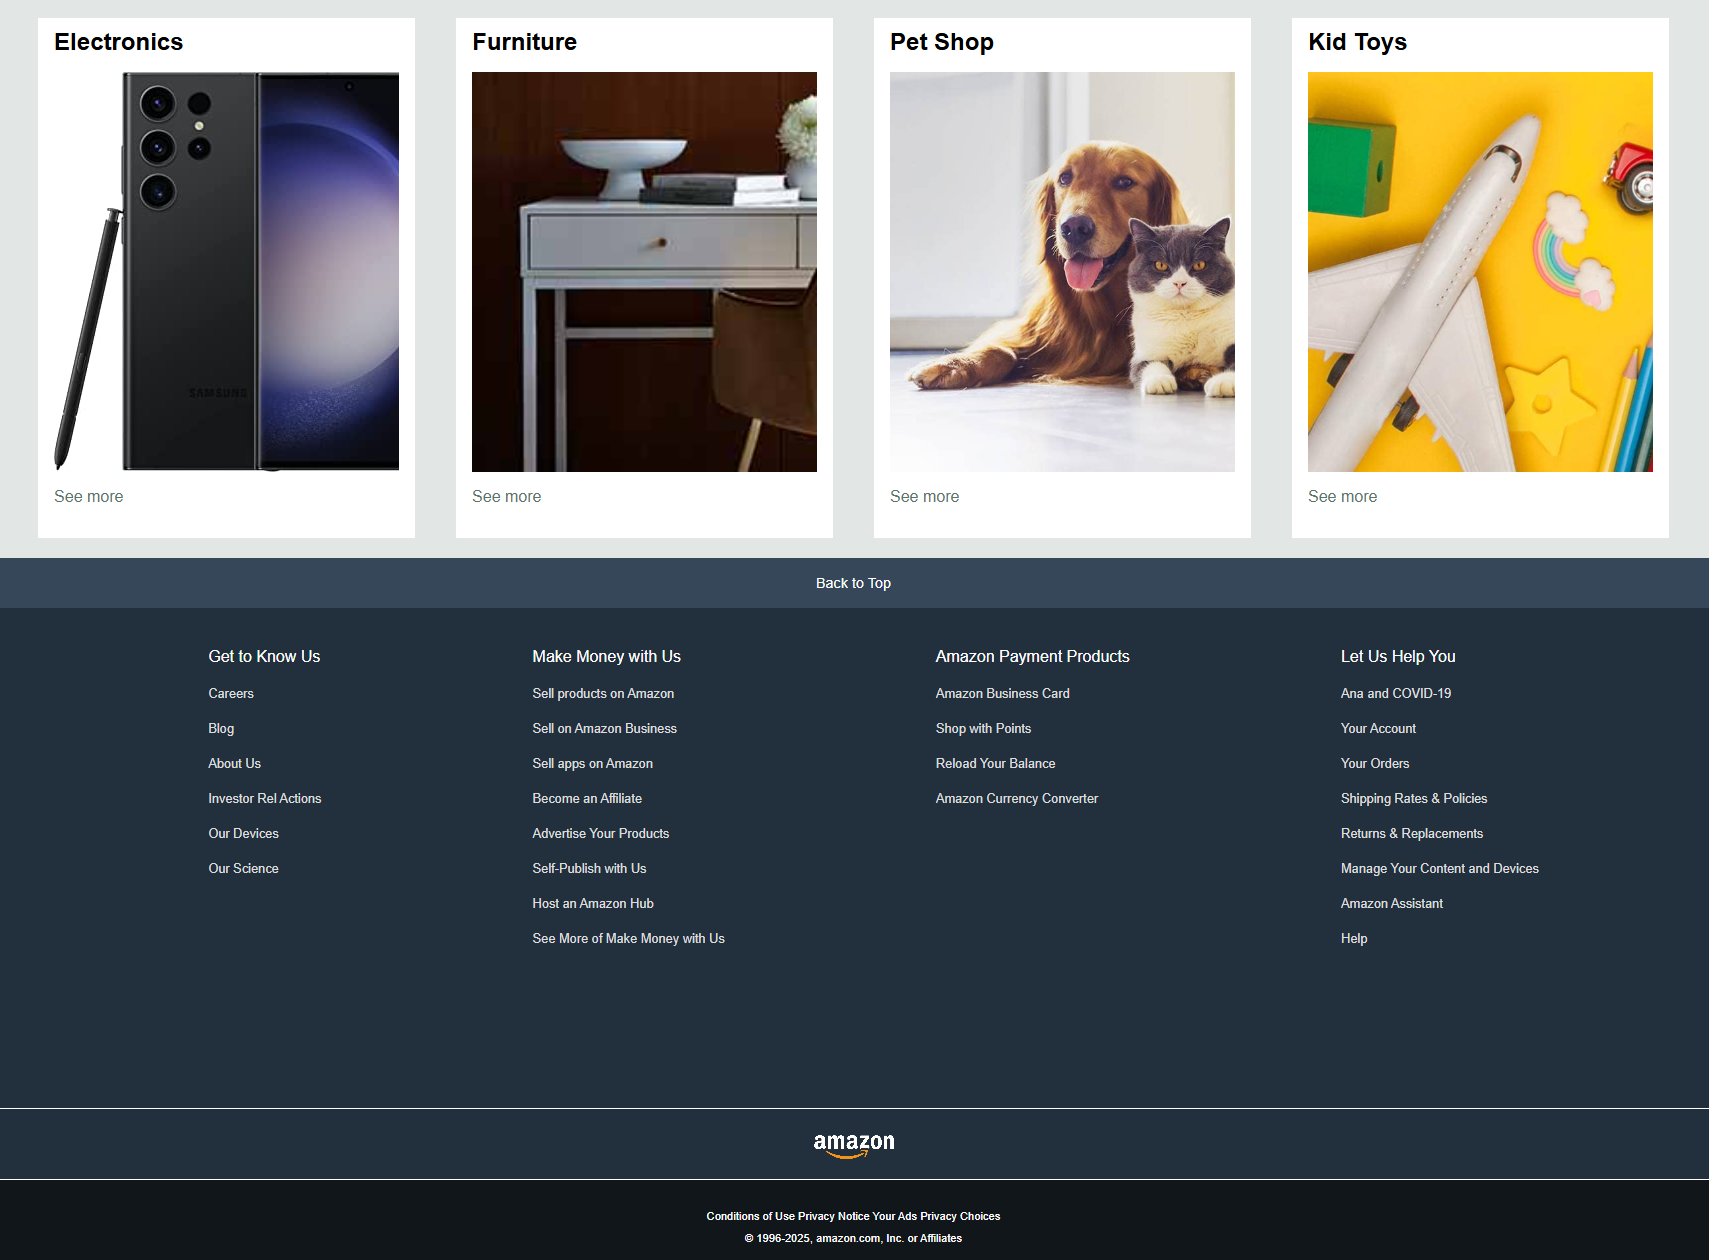 Electronics
Furniture
Pet Shop
Kid Toys
SAMSUNG
See more
See more
See more
See more
Back to Top
Get to Know Us
Careers
Blog
About Us
Investor Rel Actions
Our Devices
Our Science
Make Money with Us
Sell products on Amazon
Sell on Amazon Business
Sell apps on Amazon
Become an Affiliate
Advertise Your Products
Self-Publish with Us
Host an Amazon Hub
See More of Make Money with Us
Amazon Payment Products
Amazon Business Card
Shop with Points
Reload Your Balance
Amazon Currency Converter
Let Us Help You
Ana and COVID-19
Your Account
Your Orders
Shipping Rates & Policies
Returns & Replacements
Manage Your Content and Devices
Amazon Assistant
Help
amazon
Conditions of Use Privacy Notice Your Ads Privacy Choices
© 1996-2025, amazon.com, Inc. or Affiliates